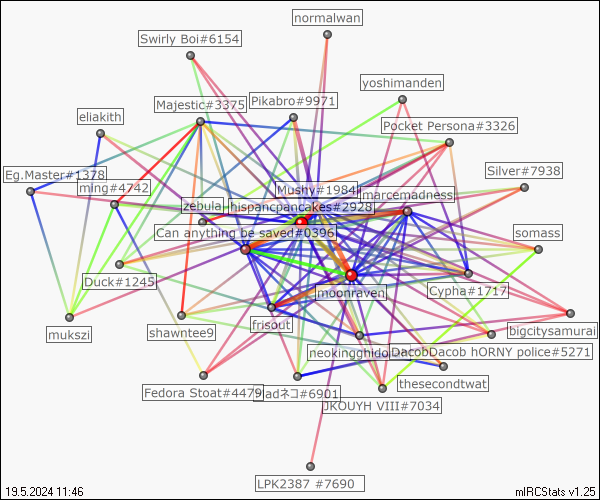 normalwan
Swirly Boi#6154
yoshimanden
Majestic#3375
Pikabro#9971
eliakith
Pocket Persona#3326
Eg.Master#1378
Silver#7938
ming#4742
Mushy#1984
marcemadness
zebula
hispancpancakes#2928
Can anything be saved#0396
somass
Duck#1245
Cypha#1717
moonraven
mukszi
shawntee9
frisout
bigcitysamurai
neokingghido
DacobDacob hORNY police#5271
thesecondtwat
Fedora Stoat#4479
adネコ#6901
JKOUYH VIII#7034
LPK2387 #7690
19.5.2024 11:46
mIRCStats v1.25